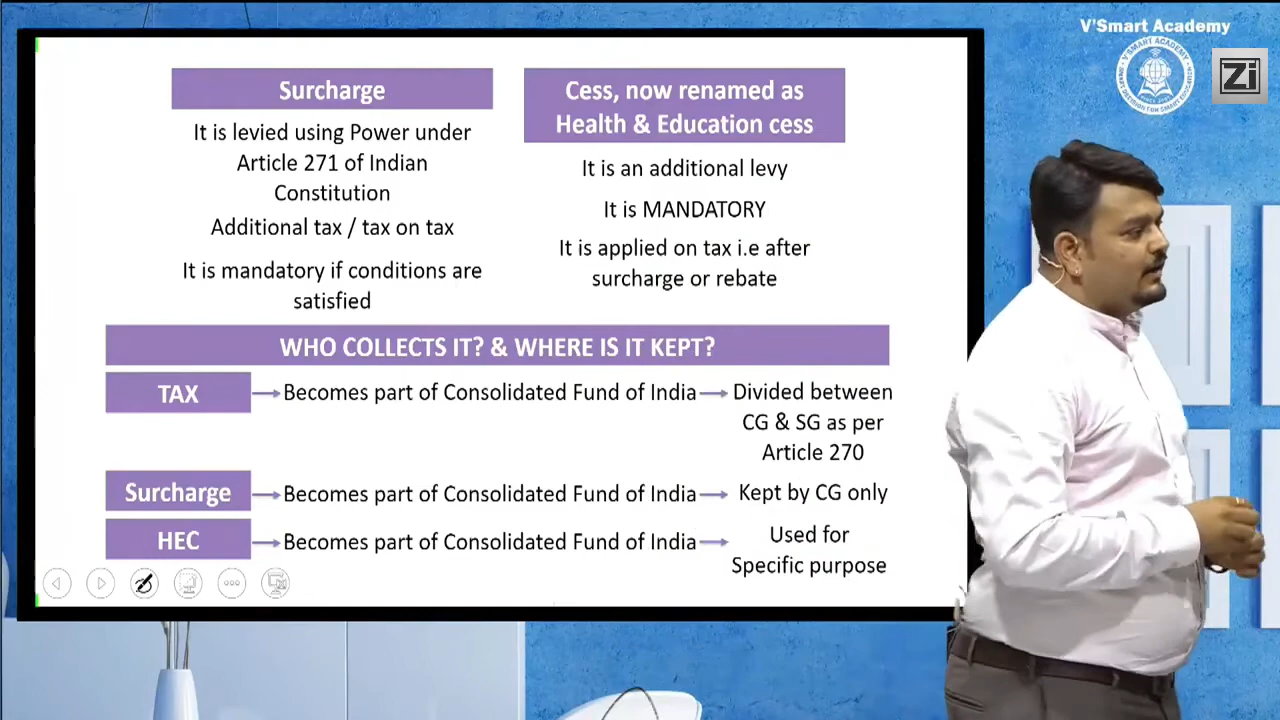 V'Smart Academy
Zi
Surcharge
It is levied using Power under
Article 271 of Indian
Constitution
Additional tax / tax on tax
It is mandatory if conditions are
satisfied
Cess, now renamed as
Health & Education cess
It is an additional levy
It is MANDATORY
It is applied on tax i.e after
surcharge or rebate
WHO COLLECTS IT? & WHERE IS IT KEPT?
TAX
Becomes part of Consolidated Fund of India
Divided between
CG & SG as per
Article 270
Surcharge
Becomes part of Consolidated Fund of India
Kept by CG only
HEC
Becomes part of Consolidated Fund of India
Used for
Specific purpose